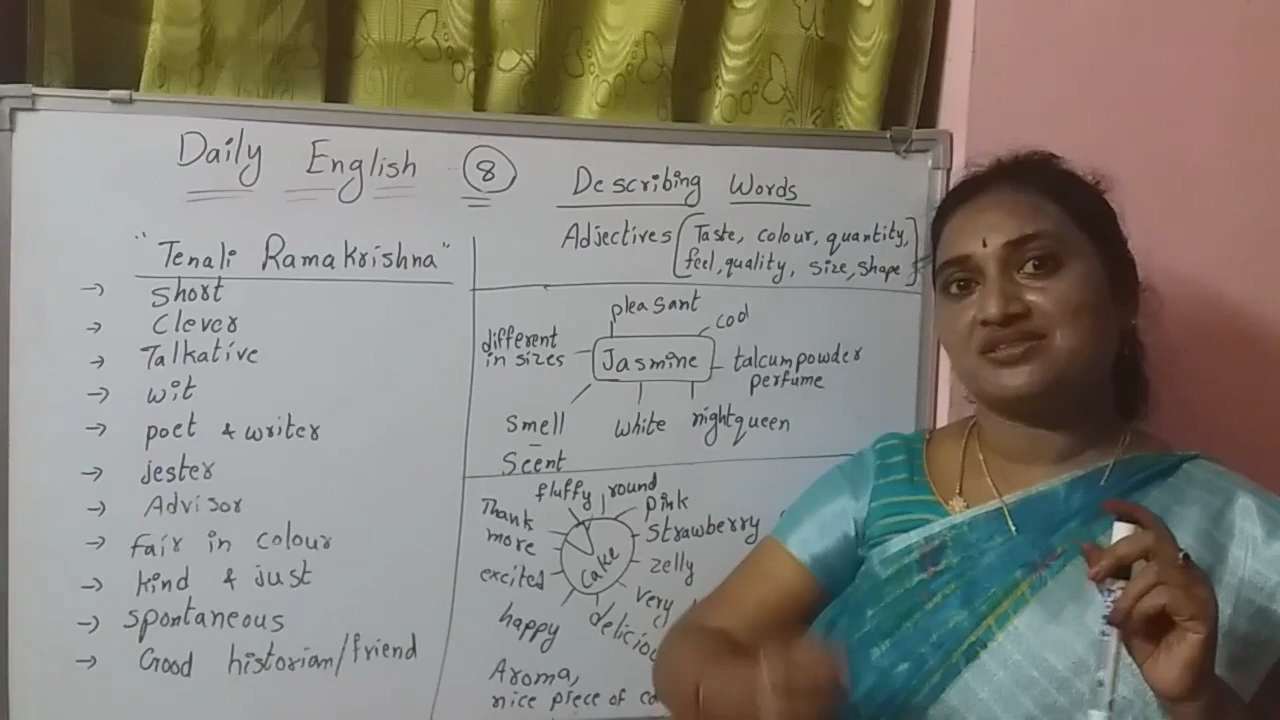 Daily English 8
"Tenali Ramakrishna"
→ Short
→ Clever
→ Talkative
→ wit
→ poet & writer
→ jester
→ Advisor
→ fair in colour
→ kind & just
→ spontaneous
→ Good historian/friend
Describing Words
Adjectives [Taste, colour, quantity,
feel, quality, size, shape]
pleasant
cool
different
in sizes
Jasmine
talcum powder
perfume
Smell
Scent
white
nightqueen
fluffy
round
pink
Thank
more
Strawberry
Cake
zelly
excited
very
happy
Aroma,
nice piece of